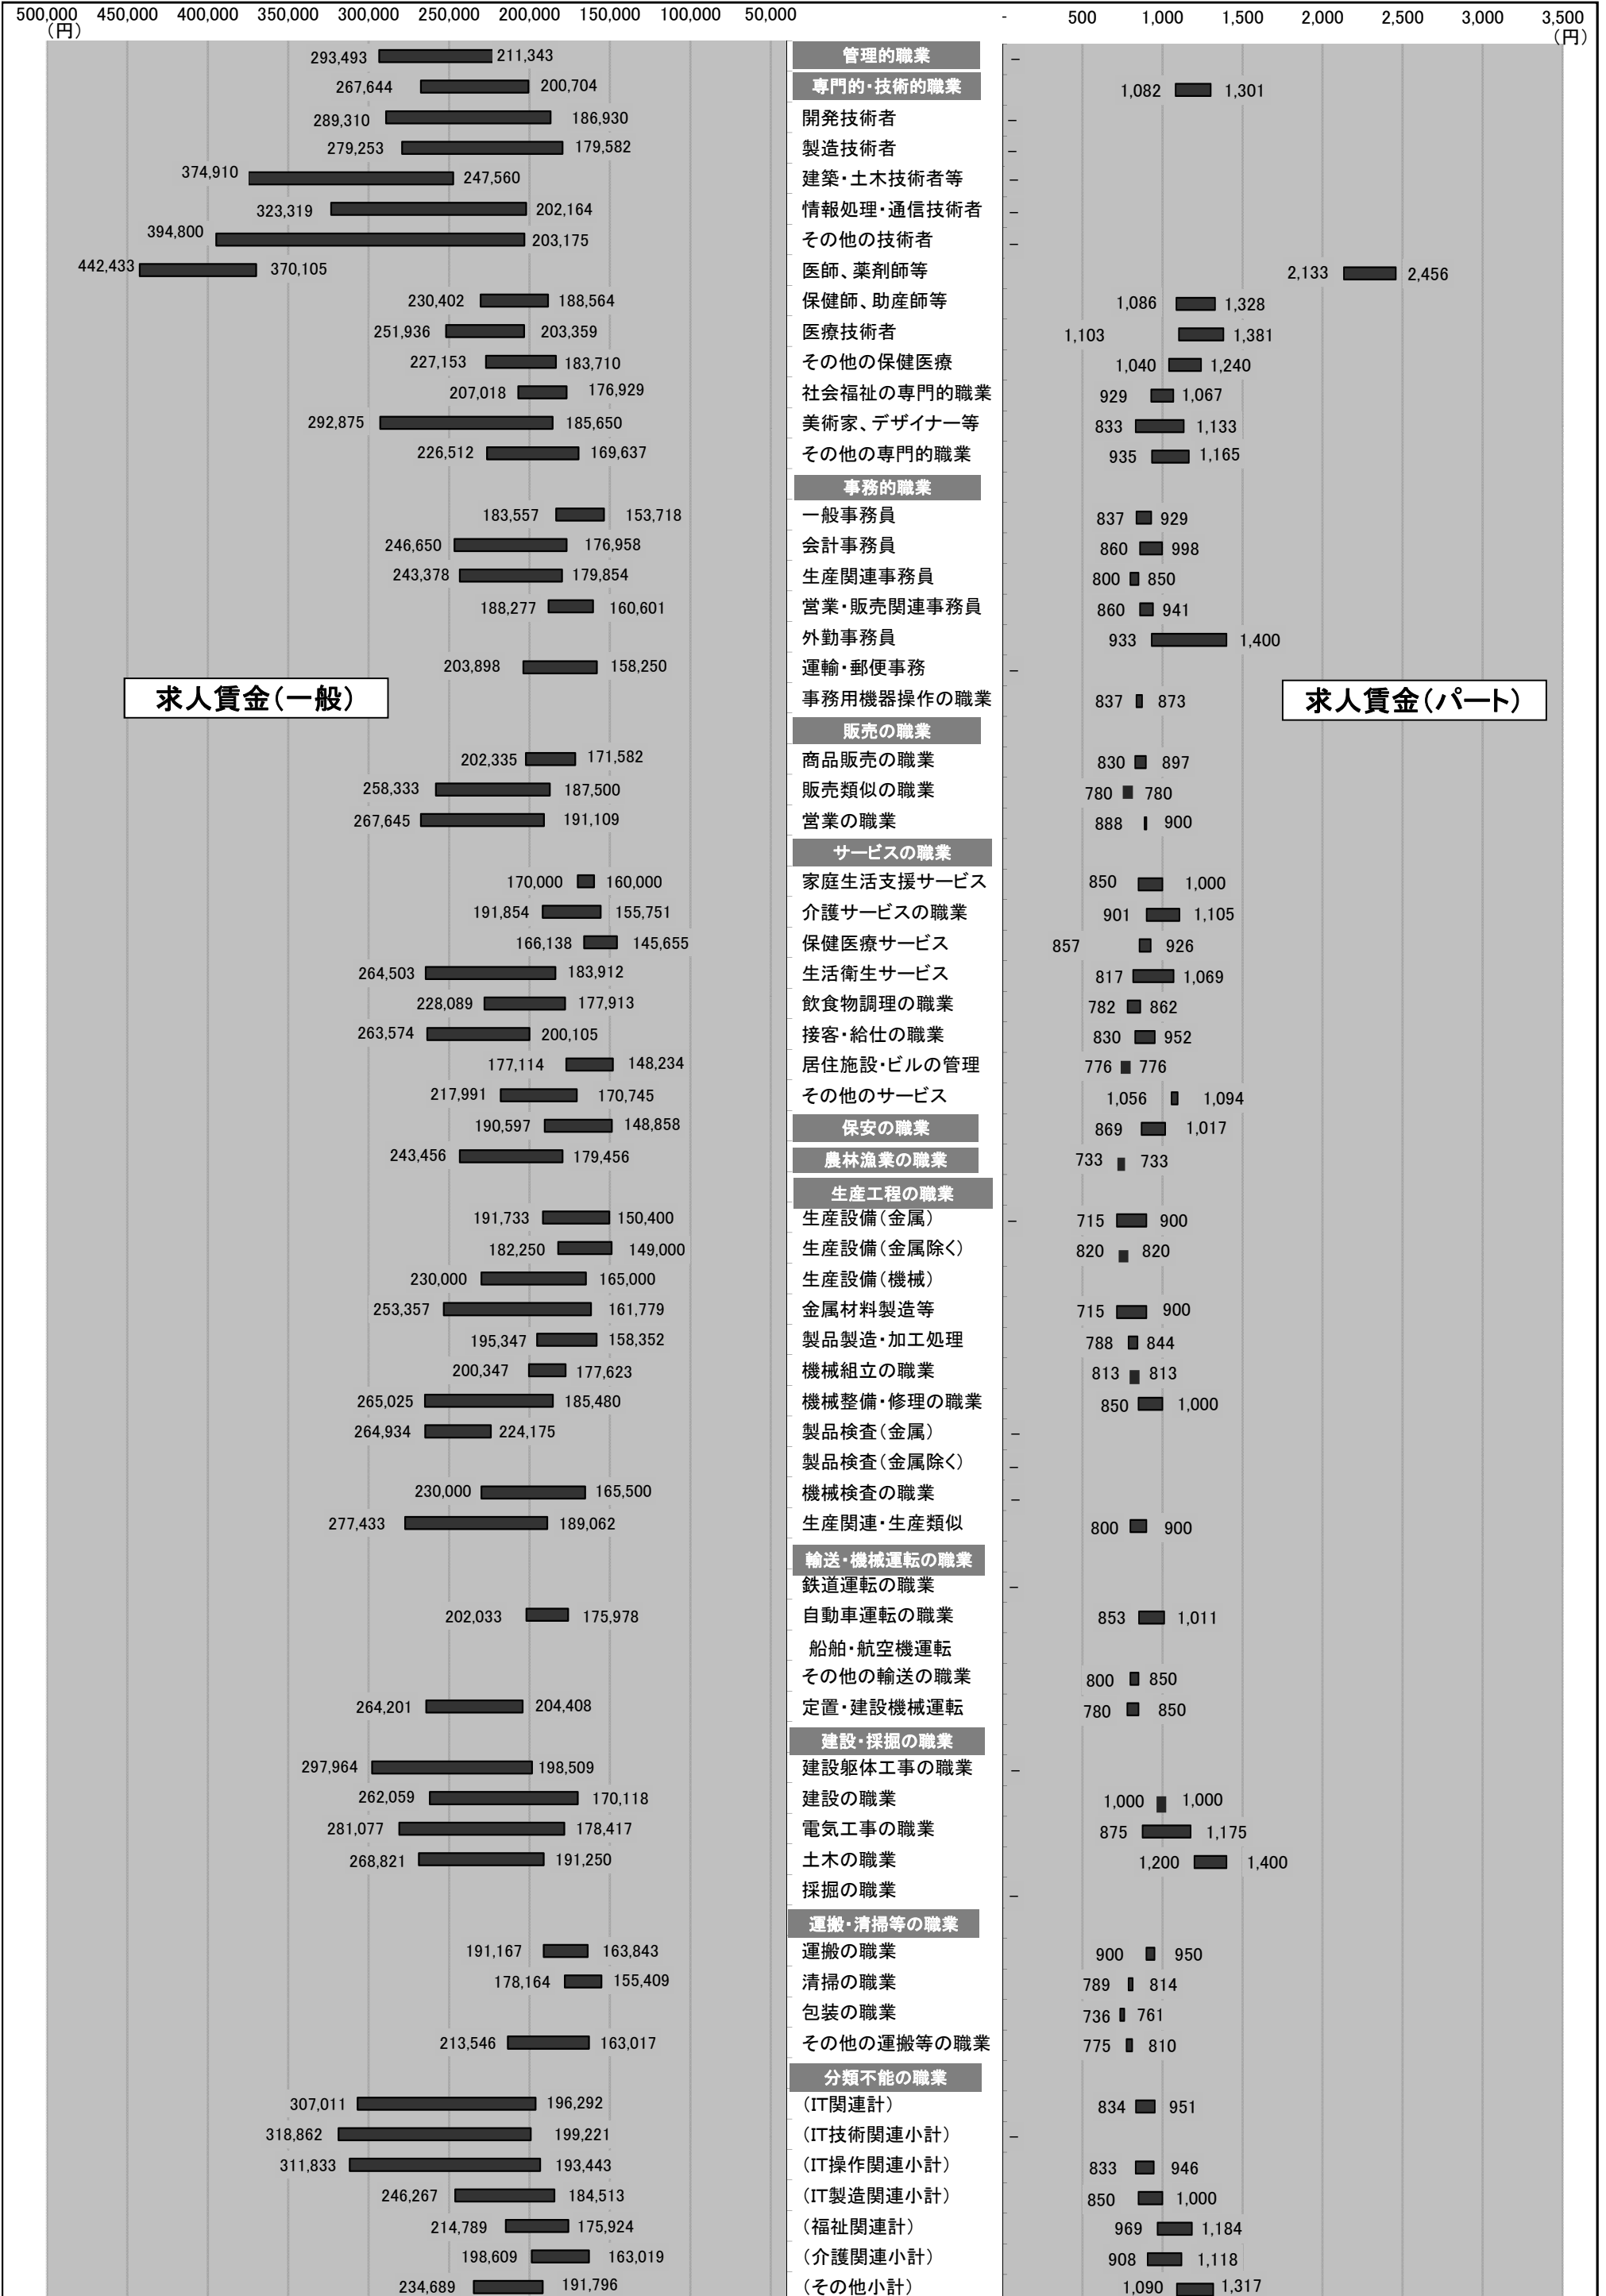 500,000 450,000 400,000 350,000 300,000 250,000 200,000 150,000 100,000 50,000 - 500 1,000 1,500 2,000 2,500 3,000 3,500
(円) (円)
293,493 211,343 管理的職業 -
267,644 200,704 専門的・技術的職業 1,082 1,301
289,310 186,930 開発技術者 -
279,253 179,582 製造技術者 -
374,910 247,560 建築・土木技術者等 -
323,319 202,164 情報処理・通信技術者 -
394,800 203,175 その他の技術者 -
442,433 370,105 医師、薬剤師等 2,133 2,456
230,402 188,564 保健師、助産師等 1,086 1,328
251,936 203,359 医療技術者 1,103 1,381
227,153 183,710 その他の保健医療 1,040 1,240
207,018 176,929 社会福祉の専門的職業 929 1,067
292,875 185,650 美術家、デザイナー等 833 1,133
226,512 169,637 その他の専門的職業 935 1,165
事務的職業
183,557 153,718 一般事務員 837 929
246,650 176,958 会計事務員 860 998
243,378 179,854 生産関連事務員 800 850
188,277 160,601 営業・販売関連事務員 860 941
外勤事務員 933 1,400
203,898 158,250 運輸・郵便事務 -
求人賃金(一般) 事務用機器操作の職業 837 873 求人賃金(パート)
販売の職業
202,335 171,582 商品販売の職業 830 897
258,333 187,500 販売類似の職業 780 780
267,645 191,109 営業の職業 888 900
サービスの職業
170,000 160,000 家庭生活支援サービス 850 1,000
191,854 155,751 介護サービスの職業 901 1,105
166,138 145,655 保健医療サービス 857 926
264,503 183,912 生活衛生サービス 817 1,069
228,089 177,913 飲食物調理の職業 782 862
263,574 200,105 接客・給仕の職業 830 952
177,114 148,234 居住施設・ビルの管理 776 776
217,991 170,745 その他のサービス 1,056 1,094
190,597 148,858 保安の職業 869 1,017
243,456 179,456 農林漁業の職業 733 733
生産工程の職業
191,733 150,400 生産設備(金属) - 715 900
182,250 149,000 生産設備(金属除く) 820 820
230,000 165,000 生産設備(機械)
253,357 161,779 金属材料製造等 715 900
195,347 158,352 製品製造・加工処理 788 844
200,347 177,623 機械組立の職業 813 813
265,025 185,480 機械整備・修理の職業 850 1,000
264,934 224,175 製品検査(金属) -
製品検査(金属除く) -
230,000 165,500 機械検査の職業 -
277,433 189,062 生産関連・生産類似 800 900
輸送・機械運転の職業
鉄道運転の職業 -
202,033 175,978 自動車運転の職業 853 1,011
船舶・航空機運転
その他の輸送の職業 800 850
264,201 204,408 定置・建設機械運転 780 850
建設・採掘の職業
297,964 198,509 建設躯体工事の職業 -
262,059 170,118 建設の職業 1,000 1,000
281,077 178,417 電気工事の職業 875 1,175
268,821 191,250 土木の職業 1,200 1,400
採掘の職業 -
運搬・清掃等の職業
191,167 163,843 運搬の職業 900 950
178,164 155,409 清掃の職業 789 814
包装の職業 736 761
213,546 163,017 その他の運搬等の職業 775 810
分類不能の職業
307,011 196,292 (IT関連計) 834 951
318,862 199,221 (IT技術関連小計) -
311,833 193,443 (IT操作関連小計) 833 946
246,267 184,513 (IT製造関連小計) 850 1,000
214,789 175,924 (福祉関連計) 969 1,184
198,609 163,019 (介護関連小計) 908 1,118
234,689 191,796 (その他小計) 1,090 1,317